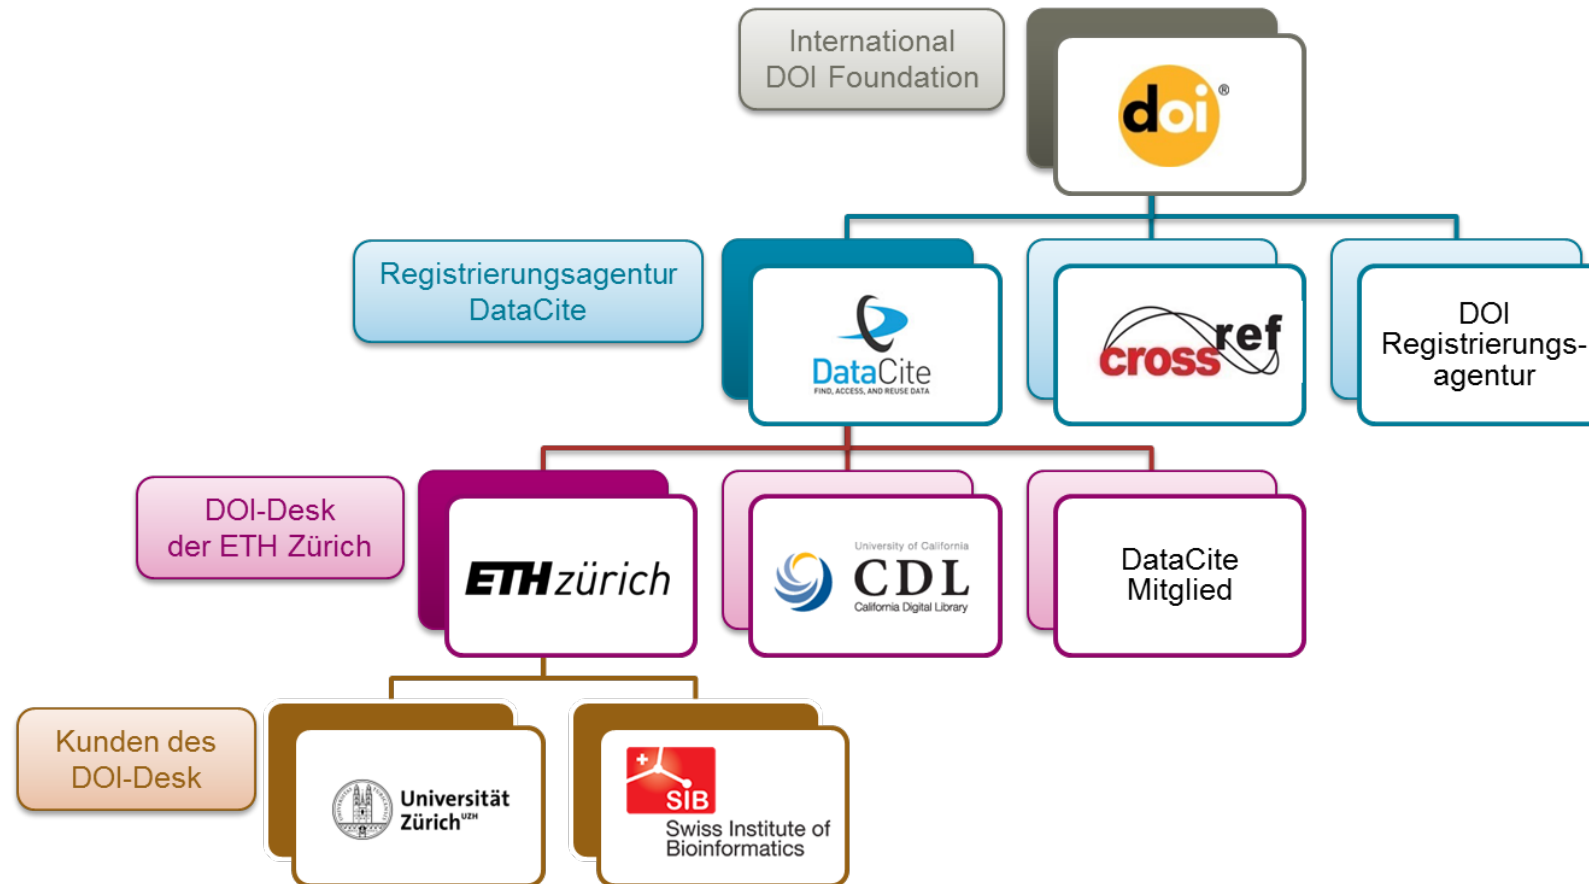 International
DOI Foundation
doi®
Registrierungsagentur
DataCite
DataCite
FIND, ACCESS, AND REUSE DATA
crossref
DOI
Registrierungs-
agentur
DOI-Desk
der ETH Zürich
ETH zürich
University of California
CDL
California Digital Library
DataCite
Mitglied
Kunden des
DOI-Desk
Universität
Zürich UZH
SIB
Swiss Institute of
Bioinformatics